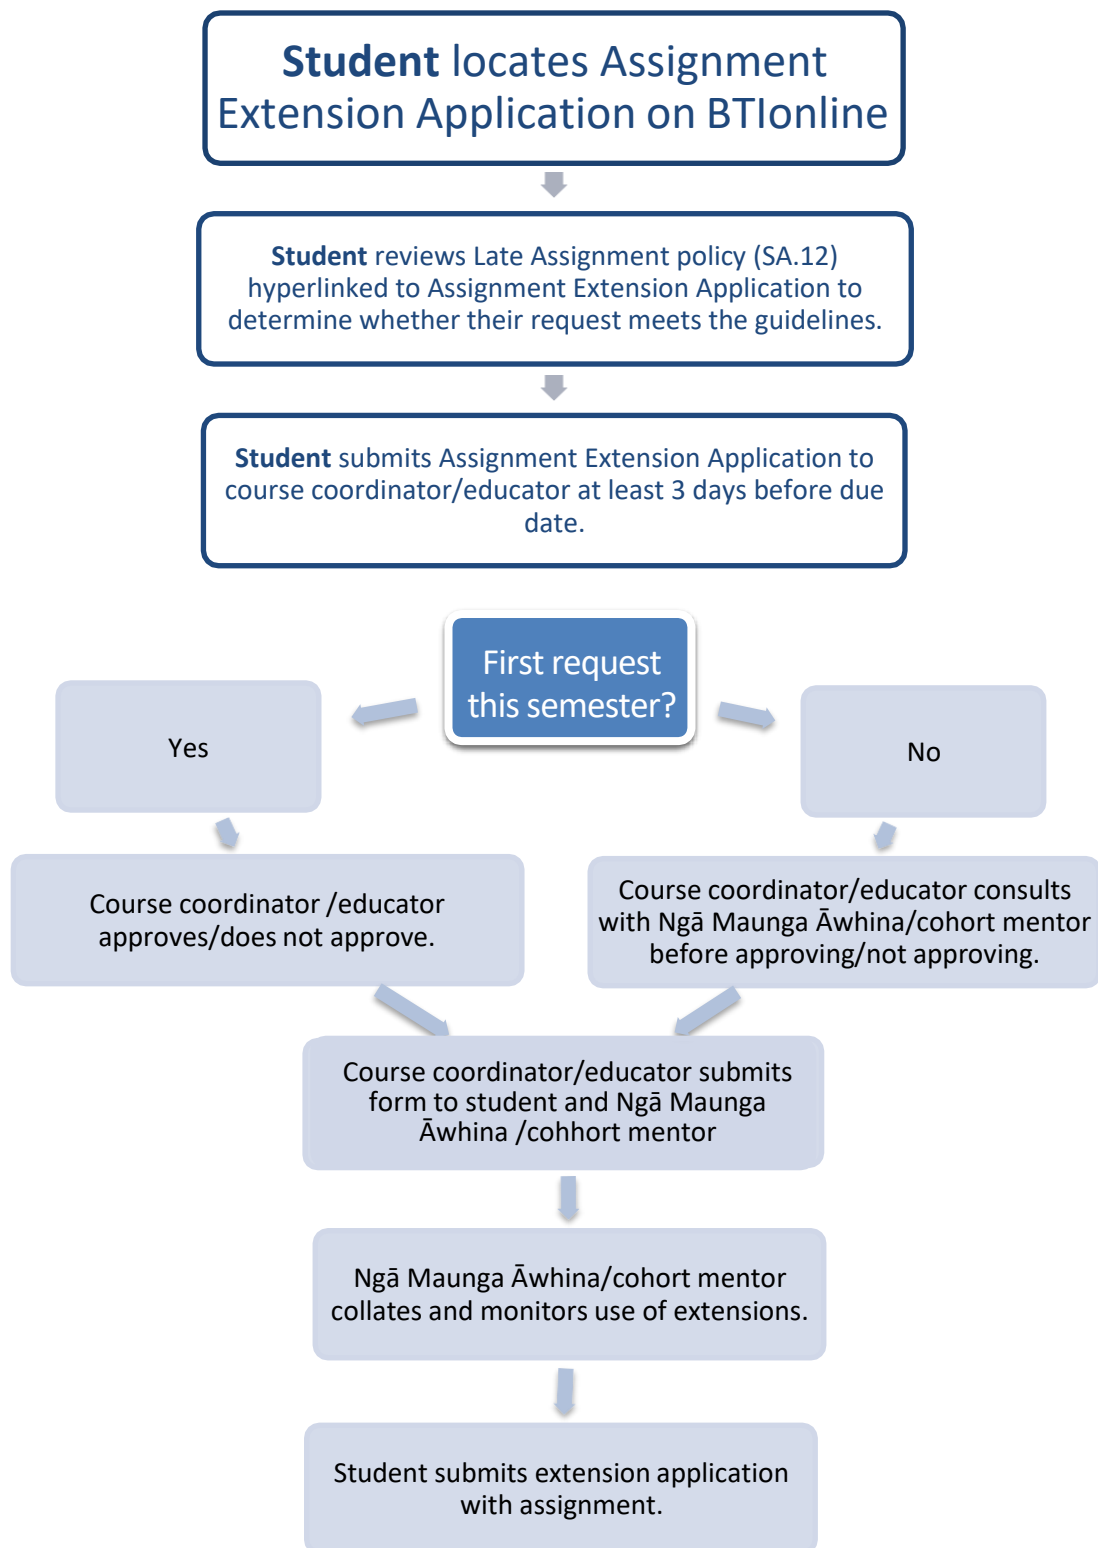 Student locates Assignment
Extension Application on BTIonline
Student reviews Late Assignment policy (SA.12)
hyperlinked to Assignment Extension Application to
determine whether their request meets the guidelines.
Student submits Assignment Extension Application to
course coordinator/educator at least 3 days before due
date.
First request
this semester?
Yes
No
Course coordinator /educator
approves/does not approve.
Course coordinator/educator consults
with Ngā Maunga Āwhina/cohort mentor
before approving/not approving.
Course coordinator/educator submits
form to student and Ngā Maunga
Āwhina /cohhort mentor
Ngā Maunga Āwhina/cohort mentor
collates and monitors use of extensions.
Student submits extension application
with assignment.